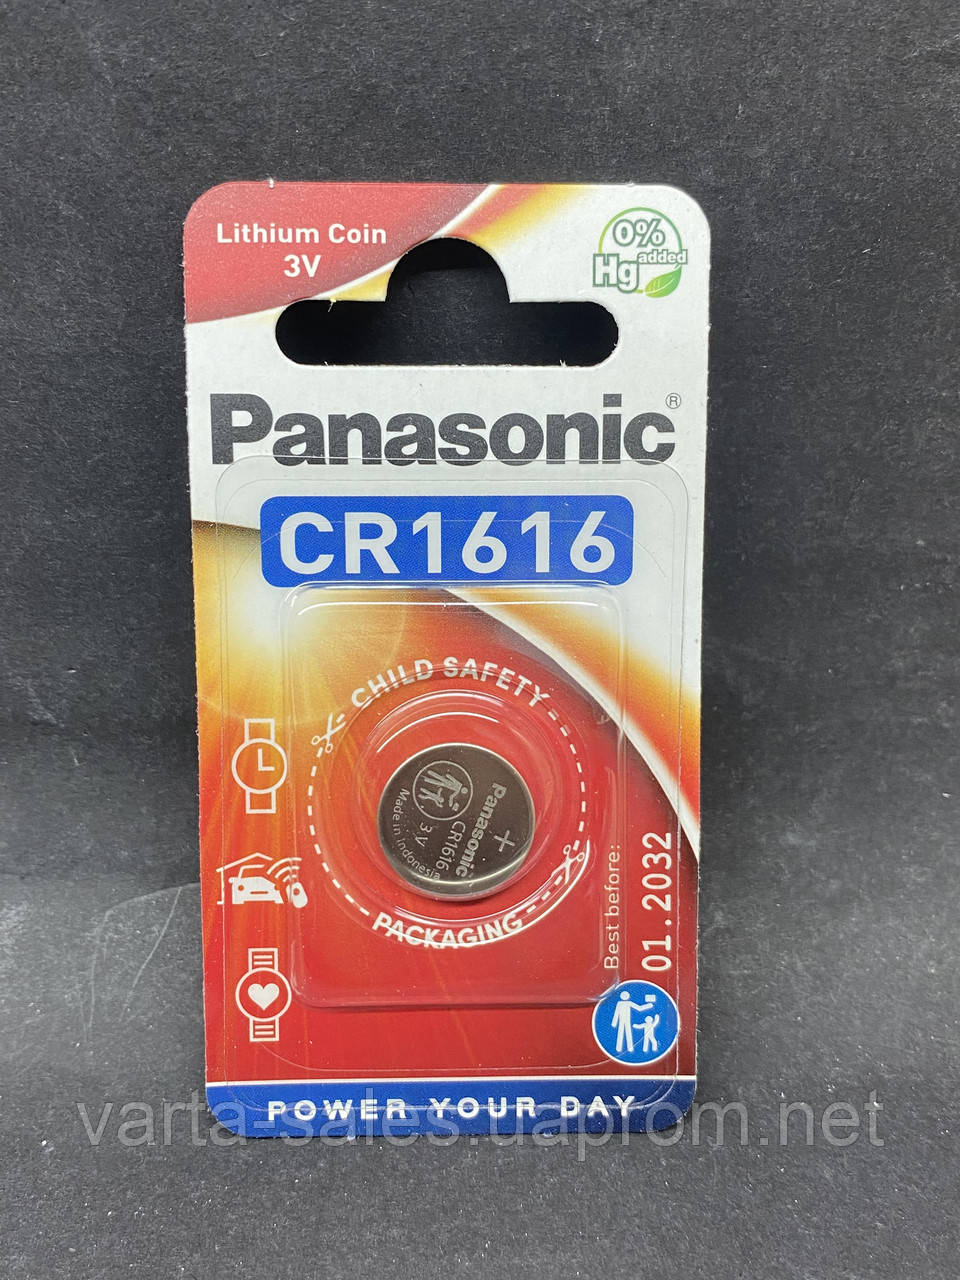 Lithium Coin
3V
0%
Hg added
Panasonic®
CR1616
CHILD SAFETY
Panasonic
CR1616
3 V
Made in Indonesia
+
PACKAGING
Best before:
01.2032
POWER YOUR DAY
varta-sales.uaprom.net